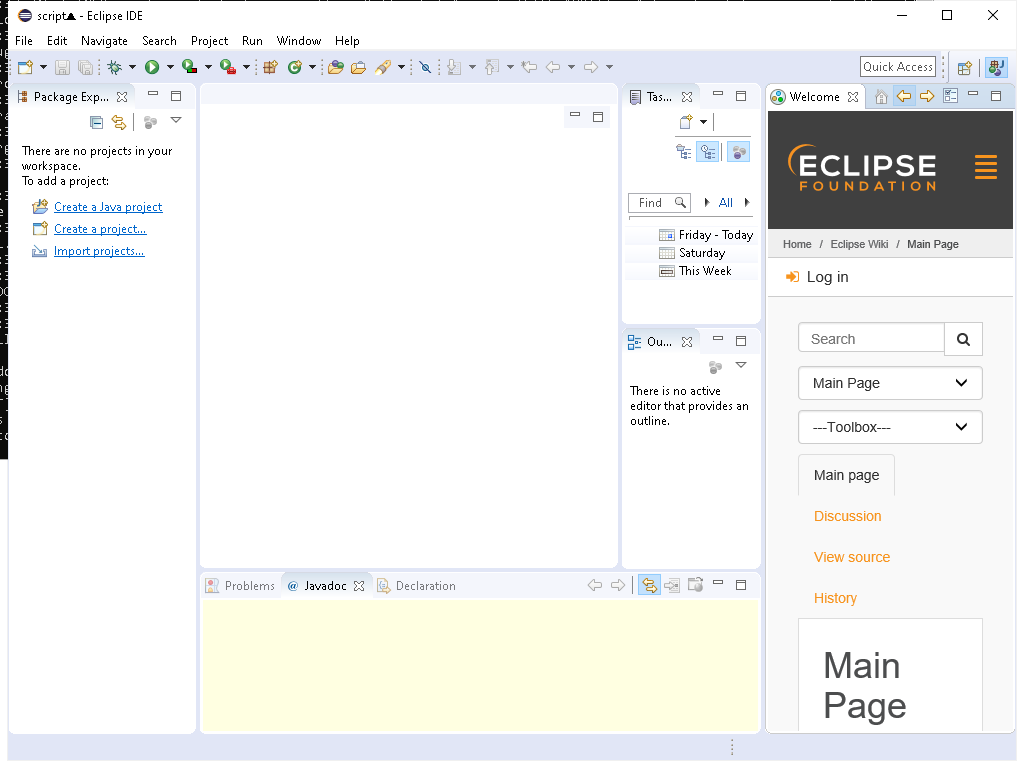 script▲ - Eclipse IDE
File Edit Navigate Search Project Run Window Help
Quick Access
Package Exp...
There are no projects in your
workspace.
To add a project:
Create a Java project
Create a project...
Import projects...
Tas...
Find
All
Friday - Today
Saturday
This Week
Ou...
There is no active
editor that provides an
outline.
Problems @ Javadoc Declaration
Welcome
ECLIPSE
FOUNDATION
Home / Eclipse Wiki / Main Page
Log in
Search
Main Page
---Toolbox---
Main page
Discussion
View source
History
Main
Page